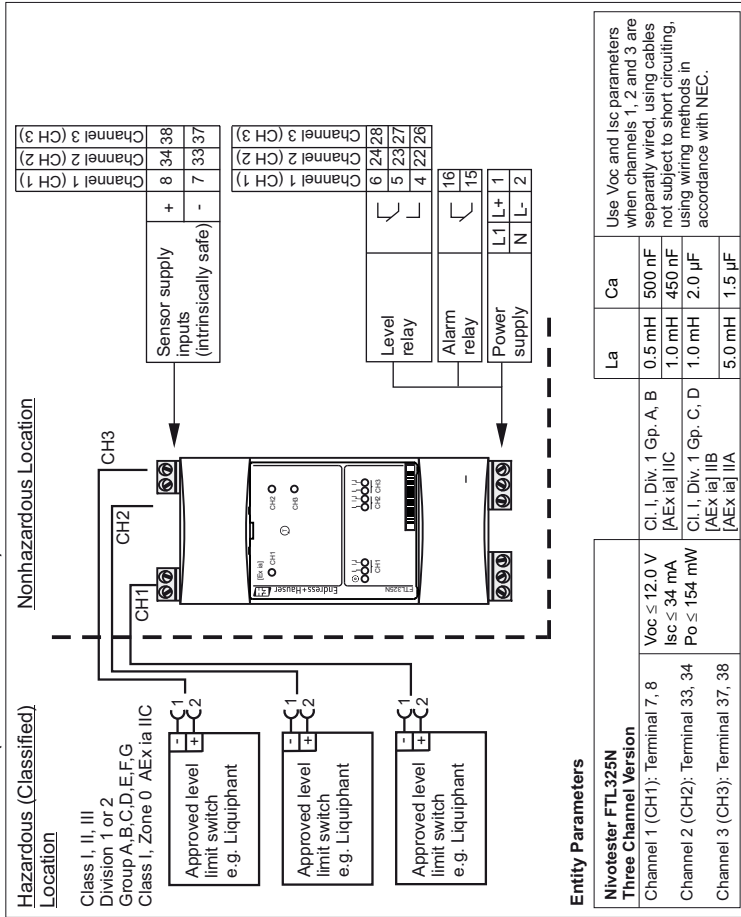 Hazardous (Classified)
Location
Class I, II, III
Division 1 or 2
Group A,B,C,D,E,F,G
Class I, Zone 0 AEx ia IIC
Approved level
limit switch
e.g. Liquiphant
-
+
1
2
Approved level
limit switch
e.g. Liquiphant
-
+
1
2
Approved level
limit switch
e.g. Liquiphant
-
+
1
2
Nonhazardous Location
CH1
CH2
CH3
[Ex ia]
CH1
CH2
CH3
Endress+Hauser
FTL325N
CH1
CH2 CH3
Sensor supply
inputs
(intrinsically safe)
Channel 1 (CH 1)
Channel 2 (CH 2)
Channel 3 (CH 3)
+ 8 34 38
- 7 33 37
Channel 1 (CH 1)
Channel 2 (CH 2)
Channel 3 (CH 3)
Level
relay
6 24 28
5 23 27
4 22 26
Alarm
relay
16
15
Power
supply
L1 L+ 1
N L- 2
Entity Parameters
Nivotester FTL325N
Three Channel Version
La Ca
Channel 1 (CH1): Terminal 7, 8
Channel 2 (CH2): Terminal 33, 34
Channel 3 (CH3): Terminal 37, 38
Voc ≤ 12.0 V
Isc ≤ 34 mA
Po ≤ 154 mW
Cl. I, Div. 1 Gp. A, B
[AEx ia] IIC
0.5 mH 500 nF
1.0 mH 450 nF
Cl. I, Div. 1 Gp. C, D
[AEx ia] IIB
1.0 mH 2.0 µF
[AEx ia] IIA
5.0 mH 1.5 µF
Use Voc and Isc parameters
when channels 1, 2 and 3 are
separatly wired, using cables
not subject to short circuiting,
using wiring methods in
accordance with NEC.